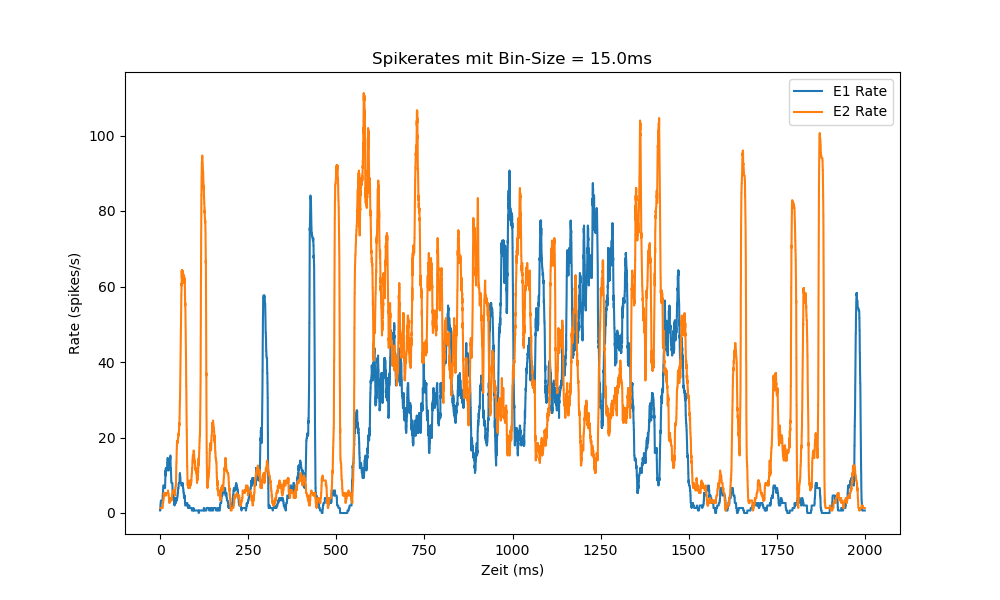 Spikerates mit Bin-Size = 15.0ms
E1 Rate
E2 Rate
100
80
60
40
20
0
Rate (spikes/s)
0 250 500 750 1000 1250 1500 1750 2000
Zeit (ms)